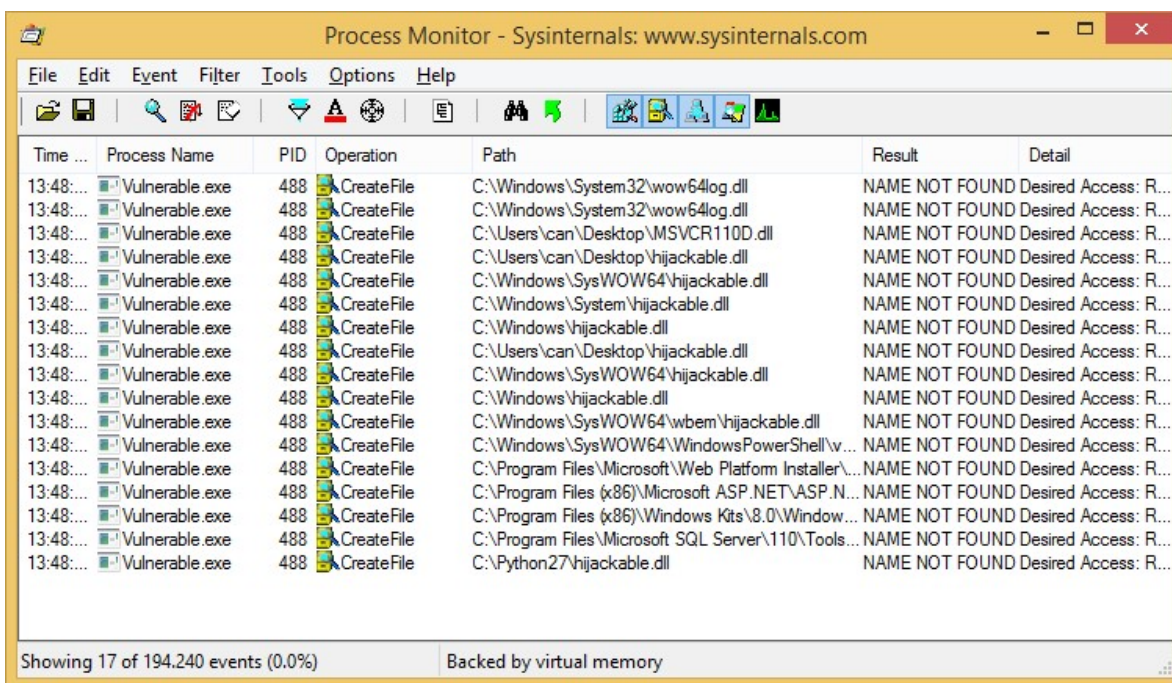 Process Monitor - Sysinternals: www.sysinternals.com
File Edit Event Filter Tools Options Help
Time ... Process Name PID Operation Path Result Detail
13:48:... Vulnerable.exe 488 CreateFile C:\Windows\System32\wow64log.dll NAME NOT FOUND Desired Access: R...
13:48:... Vulnerable.exe 488 CreateFile C:\Windows\System32\wow64log.dll NAME NOT FOUND Desired Access: R...
13:48:... Vulnerable.exe 488 CreateFile C:\Users\can\Desktop\MSVCR110D.dll NAME NOT FOUND Desired Access: R...
13:48:... Vulnerable.exe 488 CreateFile C:\Users\can\Desktop\hijackable.dll NAME NOT FOUND Desired Access: R...
13:48:... Vulnerable.exe 488 CreateFile C:\Windows\SysWOW64\hijackable.dll NAME NOT FOUND Desired Access: R...
13:48:... Vulnerable.exe 488 CreateFile C:\Windows\System\hijackable.dll NAME NOT FOUND Desired Access: R...
13:48:... Vulnerable.exe 488 CreateFile C:\Windows\hijackable.dll NAME NOT FOUND Desired Access: R...
13:48:... Vulnerable.exe 488 CreateFile C:\Users\can\Desktop\hijackable.dll NAME NOT FOUND Desired Access: R...
13:48:... Vulnerable.exe 488 CreateFile C:\Windows\SysWOW64\hijackable.dll NAME NOT FOUND Desired Access: R...
13:48:... Vulnerable.exe 488 CreateFile C:\Windows\hijackable.dll NAME NOT FOUND Desired Access: R...
13:48:... Vulnerable.exe 488 CreateFile C:\Windows\SysWOW64\wbem\hijackable.dll NAME NOT FOUND Desired Access: R...
13:48:... Vulnerable.exe 488 CreateFile C:\Windows\SysWOW64\WindowsPowerShell\v... NAME NOT FOUND Desired Access: R...
13:48:... Vulnerable.exe 488 CreateFile C:\Program Files\Microsoft\Web Platform Installer\... NAME NOT FOUND Desired Access: R...
13:48:... Vulnerable.exe 488 CreateFile C:\Program Files (x86)\Microsoft ASP.NET\ASP.N... NAME NOT FOUND Desired Access: R...
13:48:... Vulnerable.exe 488 CreateFile C:\Program Files (x86)\Windows Kits\8.0\Window... NAME NOT FOUND Desired Access: R...
13:48:... Vulnerable.exe 488 CreateFile C:\Program Files\Microsoft SQL Server\110\Tools... NAME NOT FOUND Desired Access: R...
13:48:... Vulnerable.exe 488 CreateFile C:\Python27\hijackable.dll NAME NOT FOUND Desired Access: R...
Showing 17 of 194.240 events (0.0%) Backed by virtual memory